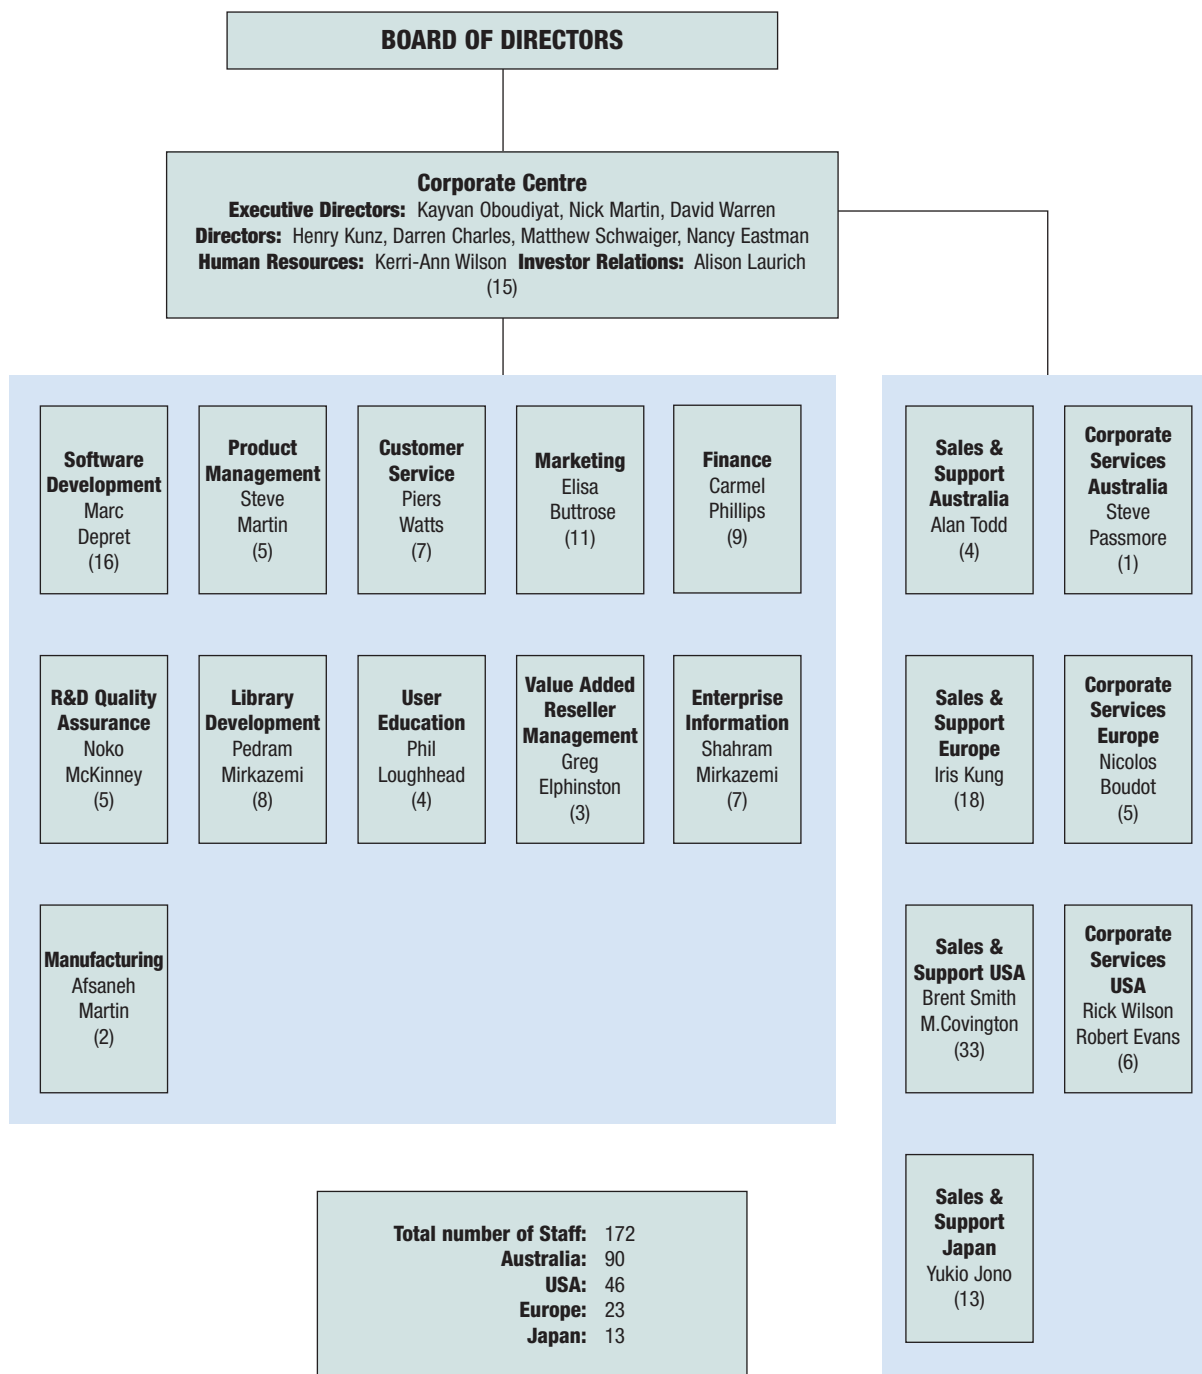 BOARD OF DIRECTORS
Corporate Centre
Executive Directors: Kayvan Oboudiyat, Nick Martin, David Warren
Directors: Henry Kunz, Darren Charles, Matthew Schwaiger, Nancy Eastman
Human Resources: Kerri-Ann Wilson Investor Relations: Alison Laurich
(15)
Software
Development
Marc
Depret
(16)
Product
Management
Steve
Martin
(5)
Customer
Service
Piers
Watts
(7)
Marketing
Elisa
Buttrose
(11)
Finance
Carmel
Phillips
(9)
Sales &
Support
Australia
Alan Todd
(4)
Corporate
Services
Australia
Steve
Passmore
(1)
R&D Quality
Assurance
Noko
McKinney
(5)
Library
Development
Pedram
Mirkazemi
(8)
User
Education
Phil
Loughhead
(4)
Value Added
Reseller
Management
Greg
Elphinston
(3)
Enterprise
Information
Shahram
Mirkazemi
(7)
Sales &
Support
Europe
Iris Kung
(18)
Corporate
Services
Europe
Nicolos
Boudot
(5)
Manufacturing
Afsaneh
Martin
(2)
Sales &
Support USA
Brent Smith
M.Covington
(33)
Corporate
Services
USA
Rick Wilson
Robert Evans
(6)
Sales &
Support
Japan
Yukio Jono
(13)
Total number of Staff: 172
Australia: 90
USA: 46
Europe: 23
Japan: 13